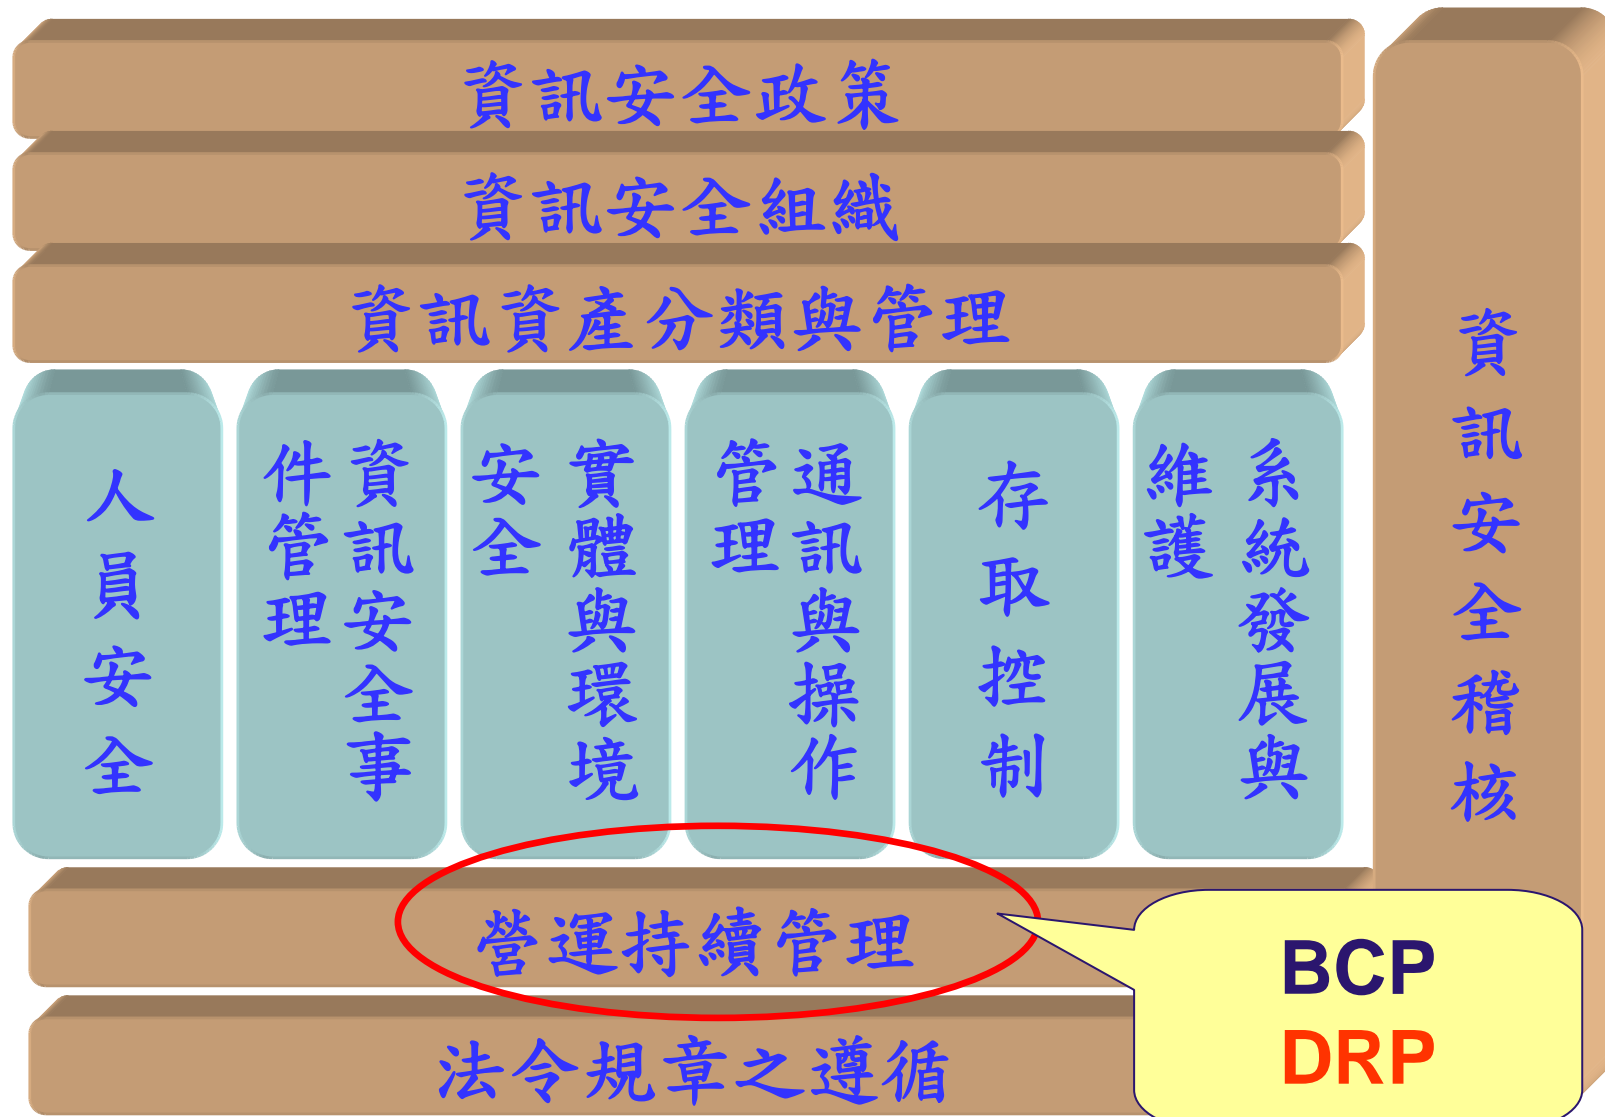 資訊安全政策
資訊安全組織
資訊資產分類與管理
人員安全
資訊安全事
件管理
實體與環境
安全
通訊與操作
管理
存取控制
系統發展與
維護
資訊安全稽核
營運持續管理
BCP
DRP
法令規章之遵循